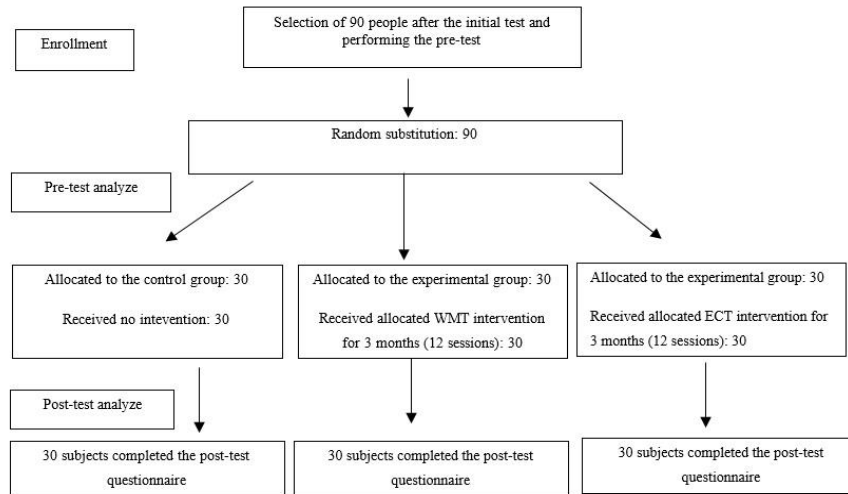 Enrollment
Selection of 90 people after the initial test and
performing the pre-test
Random substitution: 90
Pre-test analyze
Allocated to the control group: 30
Received no intevention: 30
Allocated to the experimental group: 30
Received allocated WMT intervention
for 3 months (12 sessions): 30
Allocated to the experimental group: 30
Received allocated ECT intervention for
3 months (12 sessions): 30
Post-test analyze
30 subjects completed the post-test
questionnaire
30 subjects completed the post-test
questionnaire
30 subjects completed the post-test
questionnaire